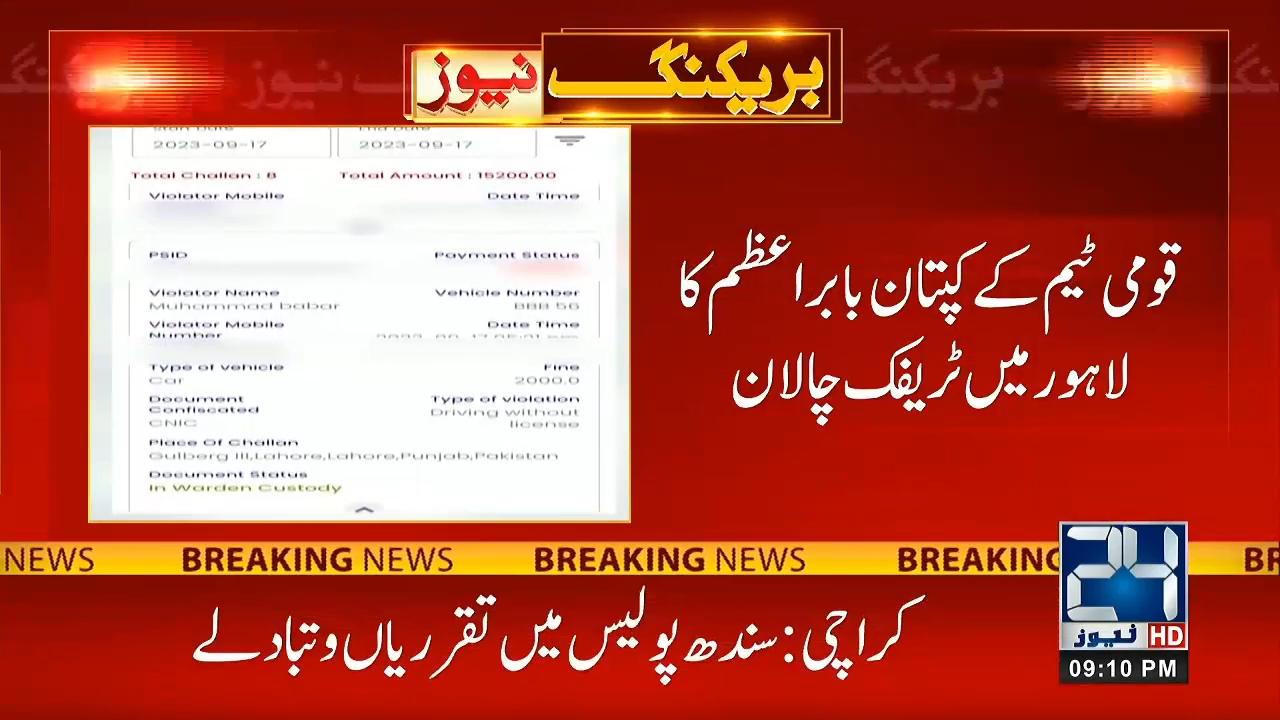 بریکنگ نیوز
2023-09-17 2023-09-17
Total Challan : 8 Total Amount : 15200.00
Violator Mobile Date Time
PSID Payment Status
Violator Name Vehicle Number
Muhammad babar BBB 56
Violator Mobile Date Time
Number
Type of vehicle Fine
Car 2000.0
Document Type of violation
Confiscated Driving without
CNIC license
Place Of Challan
Gulberg III,Lahore,Lahore,Punjab,Pakistan
Document Status
In Warden Custody
قومی ٹیم کے کپتان بابر اعظم کا
لاہور میں ٹریفک چالان
NEWS BREAKING NEWS BREAKING NEWS BREAKING BR
کراچی: سندھ پولیس میں تقرریاں و تبادلے
24
نیوز HD
09:10 PM